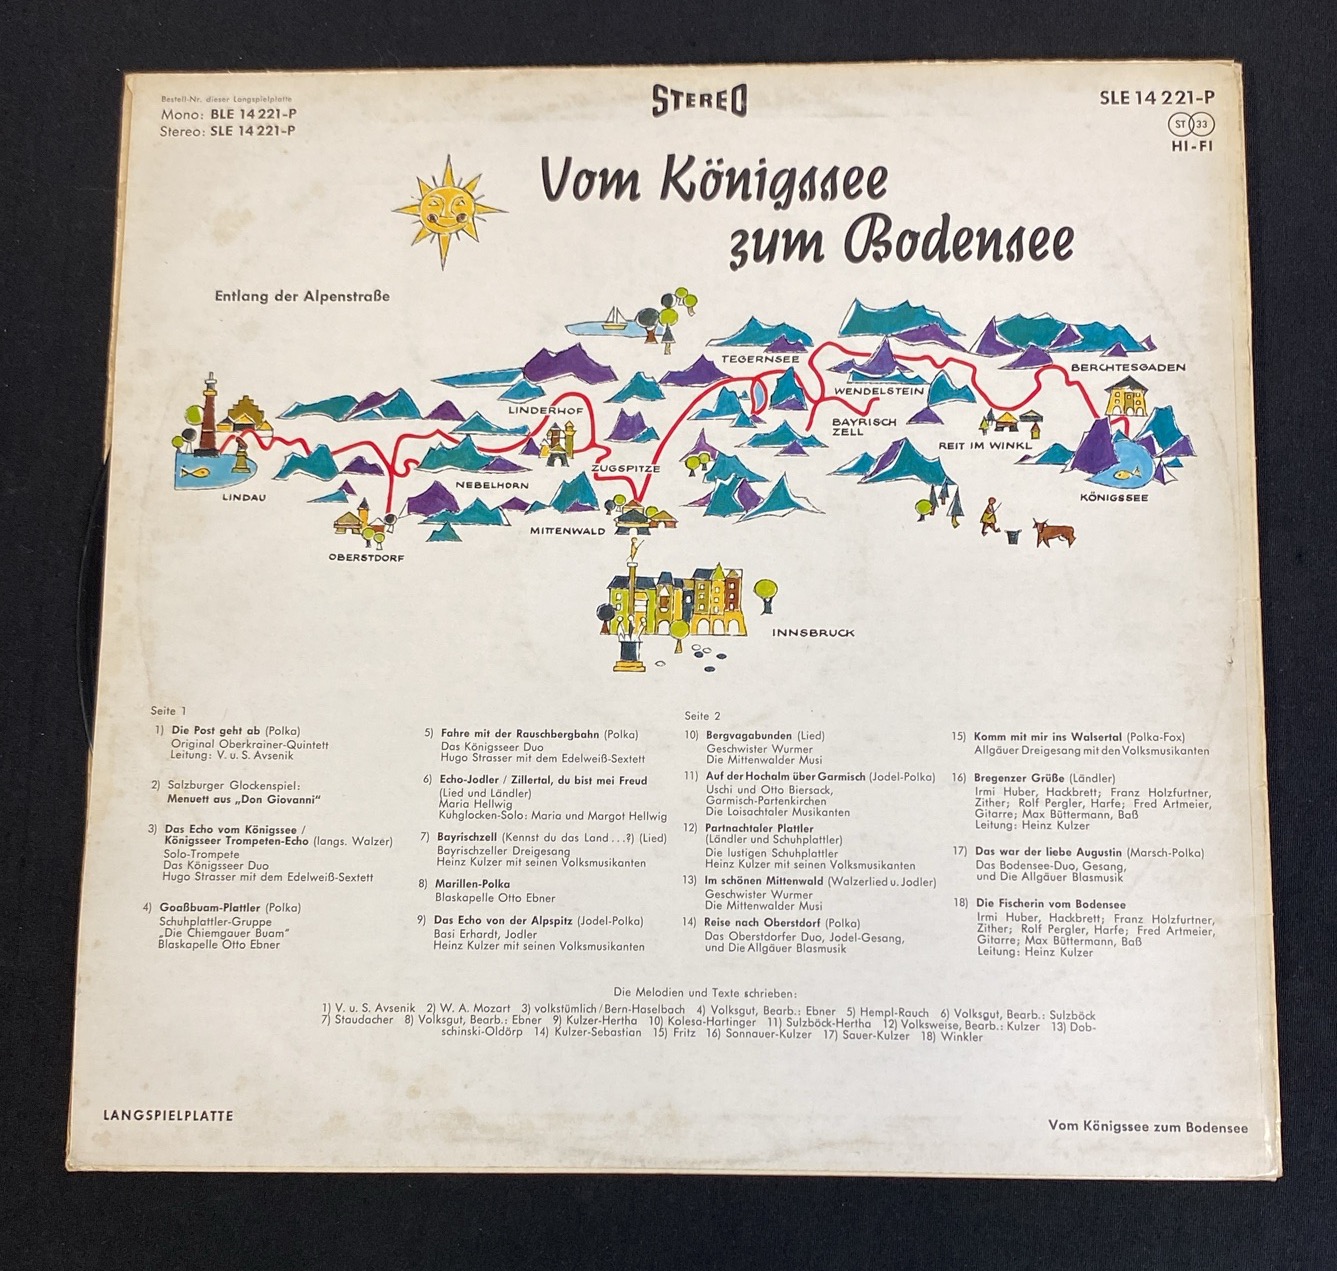 Bestell-Nr. dieser Langspielplatte
Mono: BLE 14 221-P
Stereo: SLE 14 221-P
STEREO
SLE 14 221-P
ST 33
HI-FI
Vom Königssee
zum Bodensee
Entlang der Alpenstraße
TEGERNSEE
BERCHTESGADEN
WENDELSTEIN
LINDERHOF
BAYRISCH
ZELL
REIT IM WINKL
ZUGSPITZE
NEBELHORN
LINDAU
KÖNIGSSEE
MITTENWALD
OBERSTDORF
INNSBRUCK
Seite 1
1) Die Post geht ab (Polka)
Original Oberkrainer-Quintett
Leitung: V. u. S. Avsenik
2) Salzburger Glockenspiel:
Menuett aus „Don Giovanni“
3) Das Echo vom Königssee /
Königsseer Trompeten-Echo (langs. Walzer)
Solo-Trompete
Das Königsseer Duo
Hugo Strasser mit dem Edelweiß-Sextett
4) Goaßbuam-Plattler (Polka)
Schuhplattler-Gruppe
„Die Chiemgauer Buam“
Blaskapelle Otto Ebner
5) Fahre mit der Rauschbergbahn (Polka)
Das Königsseer Duo
Hugo Strasser mit dem Edelweiß-Sextett
6) Echo-Jodler / Zillertal, du bist mei Freud
(Lied und Ländler)
Maria Hellwig
Kuhglocken-Solo: Maria und Margot Hellwig
7) Bayrischzell (Kennst du das Land ...?) (Lied)
Bayrischzeller Dreigesang
Heinz Kulzer mit seinen Volksmusikanten
8) Marillen-Polka
Blaskapelle Otto Ebner
9) Das Echo von der Alpspitz (Jodel-Polka)
Basi Erhardt, Jodler
Heinz Kulzer mit seinen Volksmusikanten
Seite 2
10) Bergvagabunden (Lied)
Geschwister Wurmer
Die Mittenwalder Musi
11) Auf der Hochalm über Garmisch (Jodel-Polka)
Uschi und Otto Biersack,
Garmisch-Partenkirchen
Die Loisachtaler Musikanten
12) Partnachtaler Plattler
(Ländler und Schuhplattler)
Die lustigen Schuhplattler
Heinz Kulzer mit seinen Volksmusikanten
13) Im schönen Mittenwald (Walzerlied u. Jodler)
Geschwister Wurmer
Die Mittenwalder Musi
14) Reise nach Oberstdorf (Polka)
Das Oberstdorfer Duo, Jodel-Gesang,
und Die Allgäuer Blasmusik
15) Komm mit mir ins Walsertal (Polka-Fox)
Allgäuer Dreigesang mit den Volksmusikanten
16) Bregenzer Grüße (Ländler)
Irmi Huber, Hackbrett; Franz Holzfurtner,
Zither; Rolf Pergler, Harfe; Fred Artmeier,
Gitarre; Max Büttermann, Baß
Leitung: Heinz Kulzer
17) Das war der liebe Augustin (Marsch-Polka)
Das Bodensee-Duo, Gesang,
und Die Allgäuer Blasmusik
18) Die Fischerin vom Bodensee
Irmi Huber, Hackbrett; Franz Holzfurtner,
Zither; Rolf Pergler, Harfe; Fred Artmeier,
Gitarre; Max Büttermann, Baß
Leitung: Heinz Kulzer
Die Melodien und Texte schrieben:
1) V. u. S. Avsenik 2) W. A. Mozart 3) volkstümlich/Bern-Haselbach 4) Volksgut, Bearb.: Ebner 5) Hempl-Rauch 6) Volksgut, Bearb.: Sulzböck
7) Staudacher 8) Volksgut, Bearb.: Ebner 9) Kulzer-Hertha 10) Kolesa-Hartinger 11) Sulzböck-Hertha 12) Volksweise, Bearb.: Kulzer 13) Dob-
schinski-Oldörp 14) Kulzer-Sebastian 15) Fritz 16) Sonnauer-Kulzer 17) Sauer-Kulzer 18) Winkler
LANGSPIELPLATTE
Vom Königssee zum Bodensee